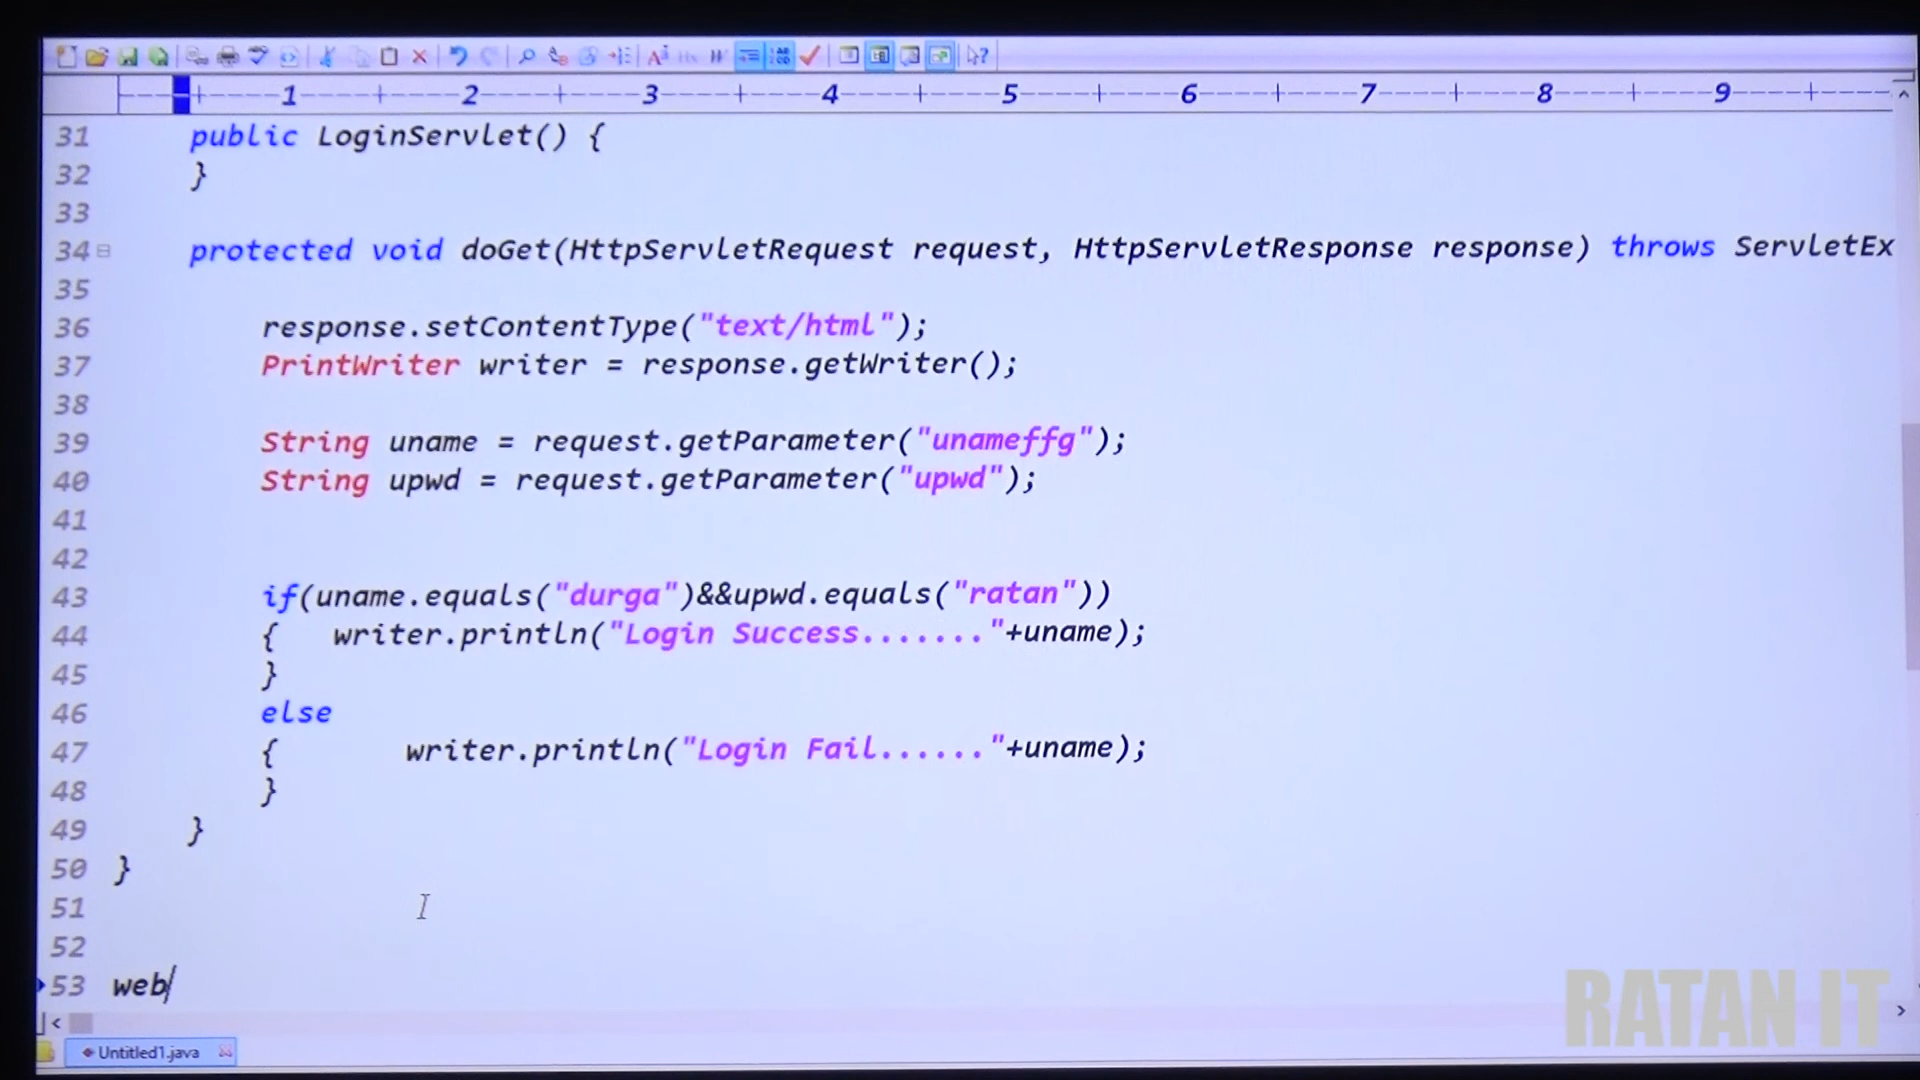 1 2 3 4 5 6 7 8 9
31 public LoginServlet() {
32 }
33
34 protected void doGet(HttpServletRequest request, HttpServletResponse response) throws ServletEx
35
36 response.setContentType("text/html");
37 PrintWriter writer = response.getWriter();
38
39 String uname = request.getParameter("unameffg");
40 String upwd = request.getParameter("upwd");
41
42
43 if(uname.equals("durga")&&upwd.equals("ratan"))
44 { writer.println("Login Success......."+uname);
45 }
46 else
47 { writer.println("Login Fail......"+uname);
48 }
49 }
50 }
51
52
53 web
Untitled1.java
RATAN IT